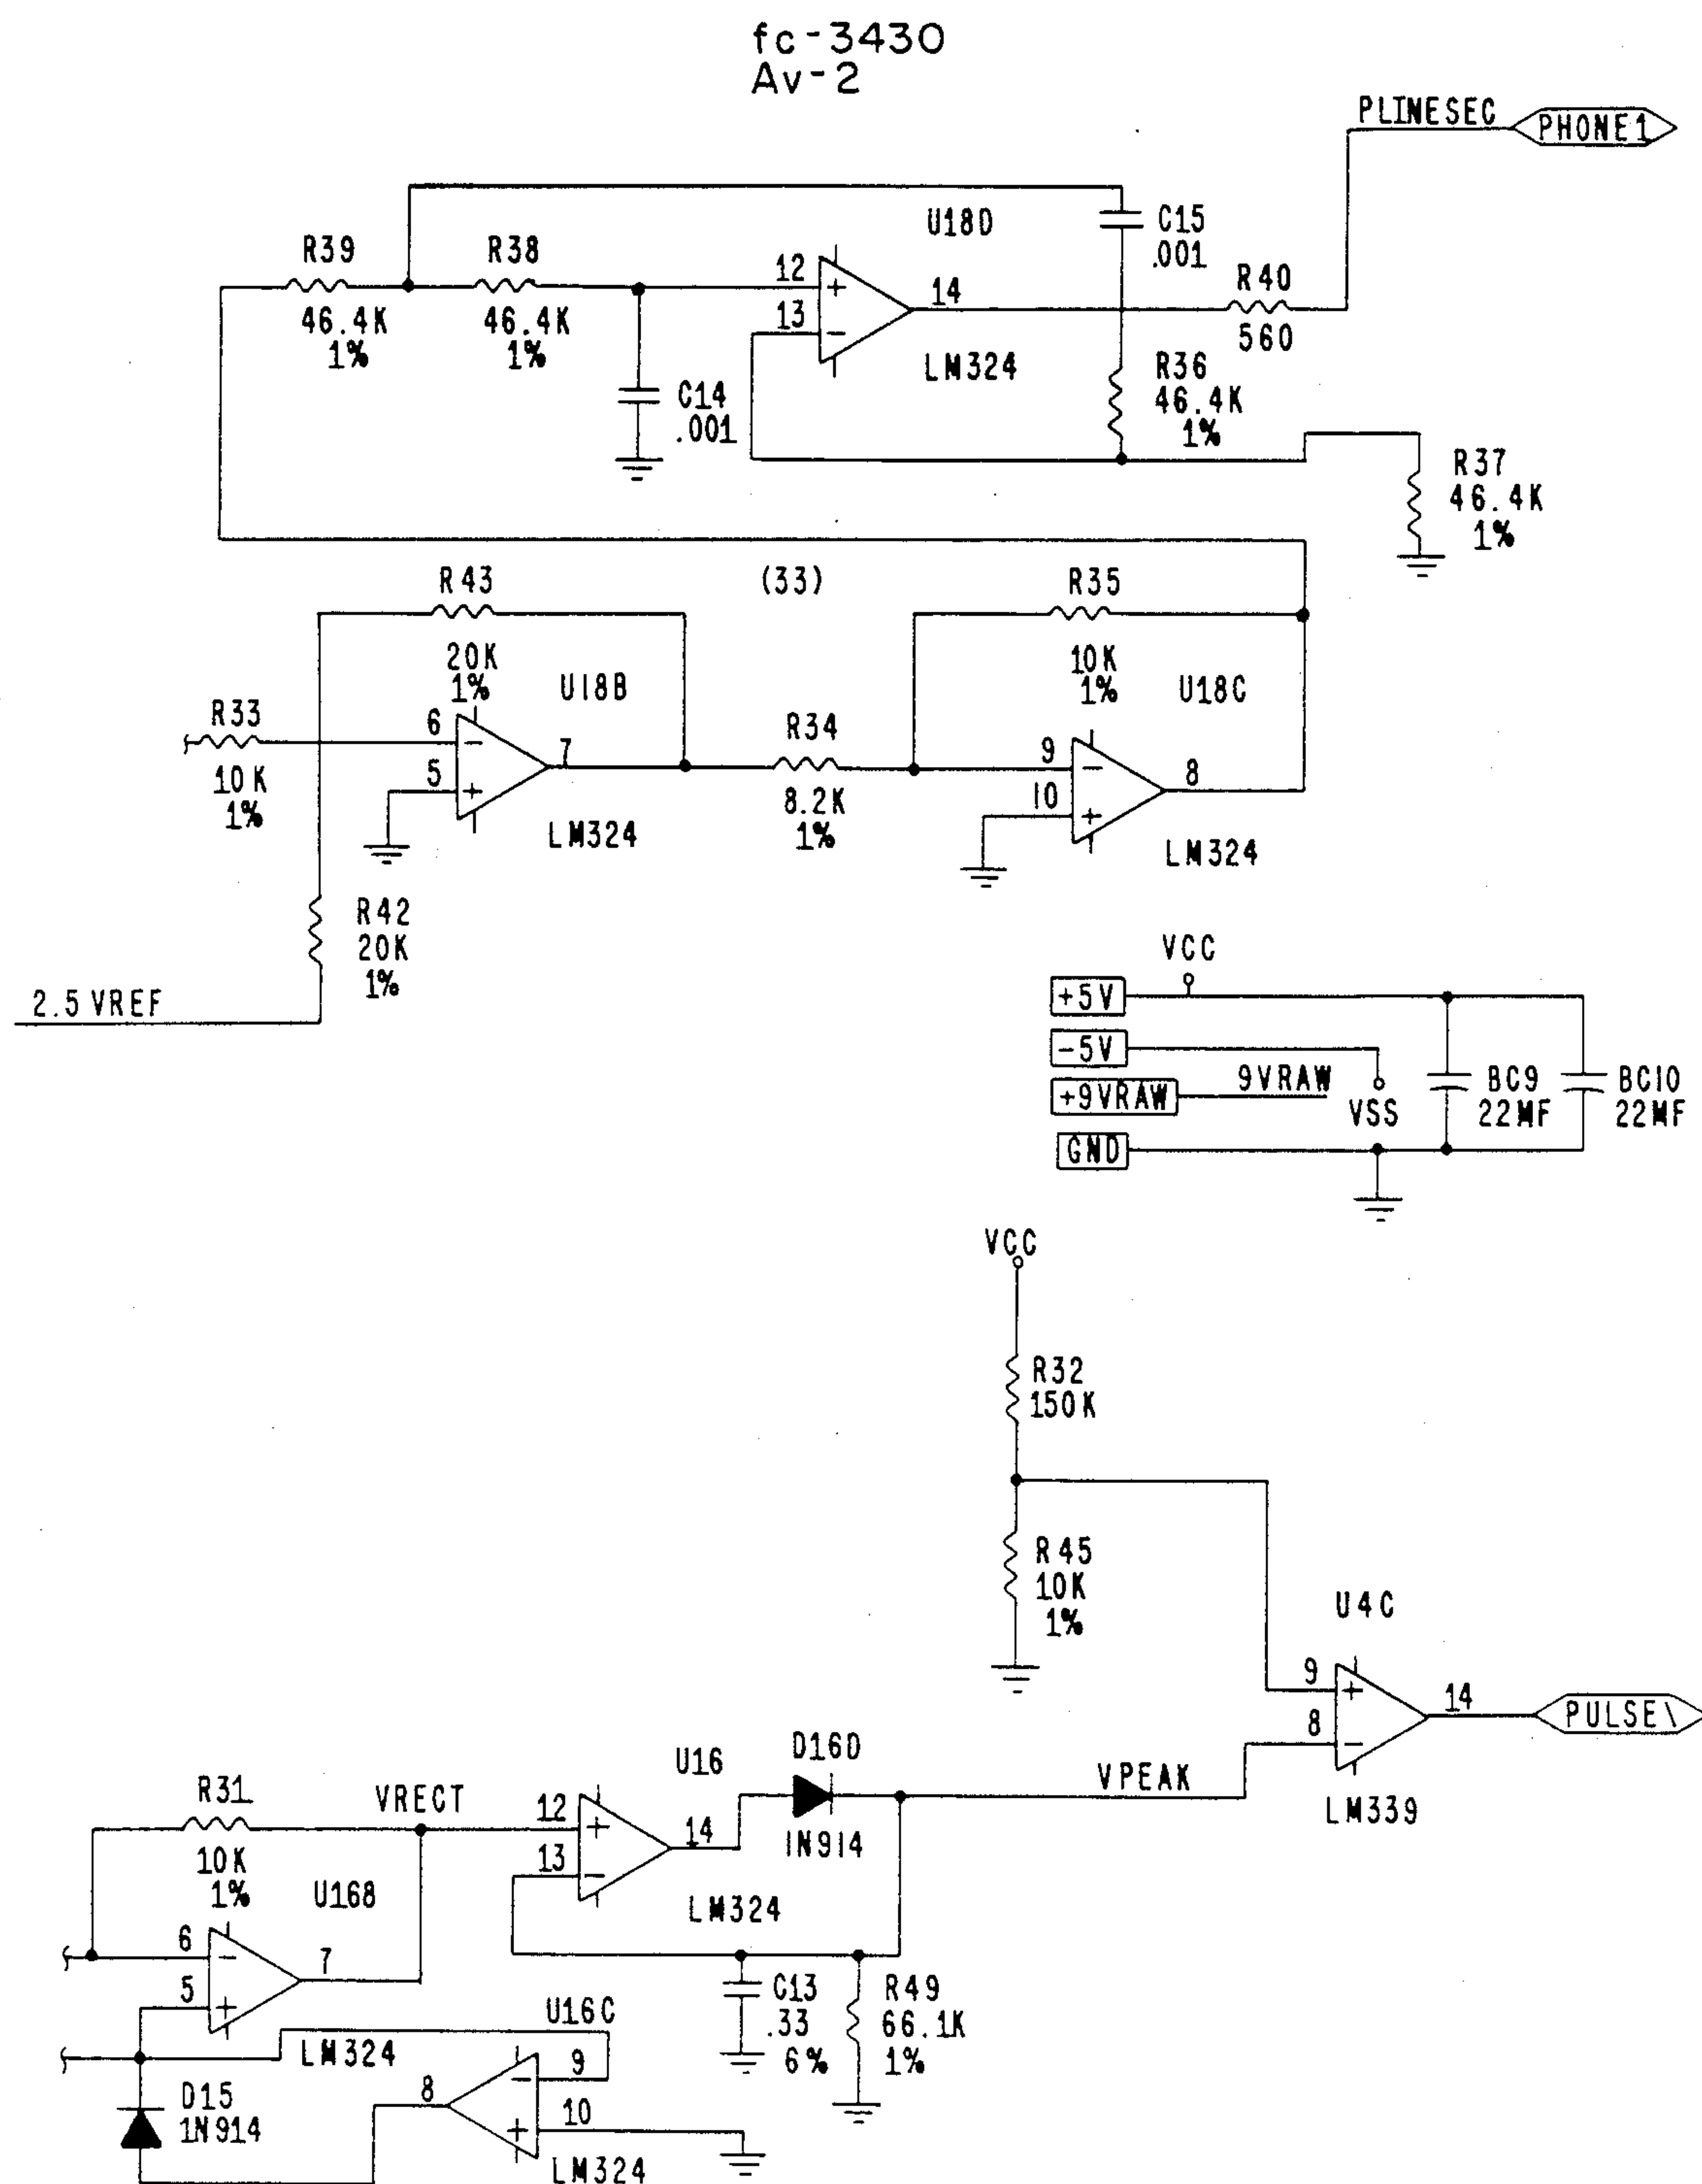 fc-3430
Av-2
PLINESEC
PHONE1
U18D
C15
.001
R39
46.4K
1%
R38
46.4K
1%
12
13
14
LM324
R40
560
C14
.001
R36
46.4K
1%
R37
46.4K
1%
R43
20K
1%
(33)
R35
10K
1%
U18B
U18C
R33
10K
1%
6
5
7
LM324
R34
8.2K
1%
9
10
8
LM324
R42
20K
1%
2.5 VREF
VCC
+5V
-5V
+9VRAW
9VRAW
VSS
GND
BC9
22MF
BC10
22MF
VCC
R32
150K
R45
10K
1%
U4C
9
8
14
PULSE\
LM339
VPEAK
D16D
1N914
U16
12
13
14
LM324
VRECT
R31
10K
1%
U168
6
5
7
LM324
C13
.33
6%
R49
66.1K
1%
U16C
9
10
8
LM324
D15
1N914